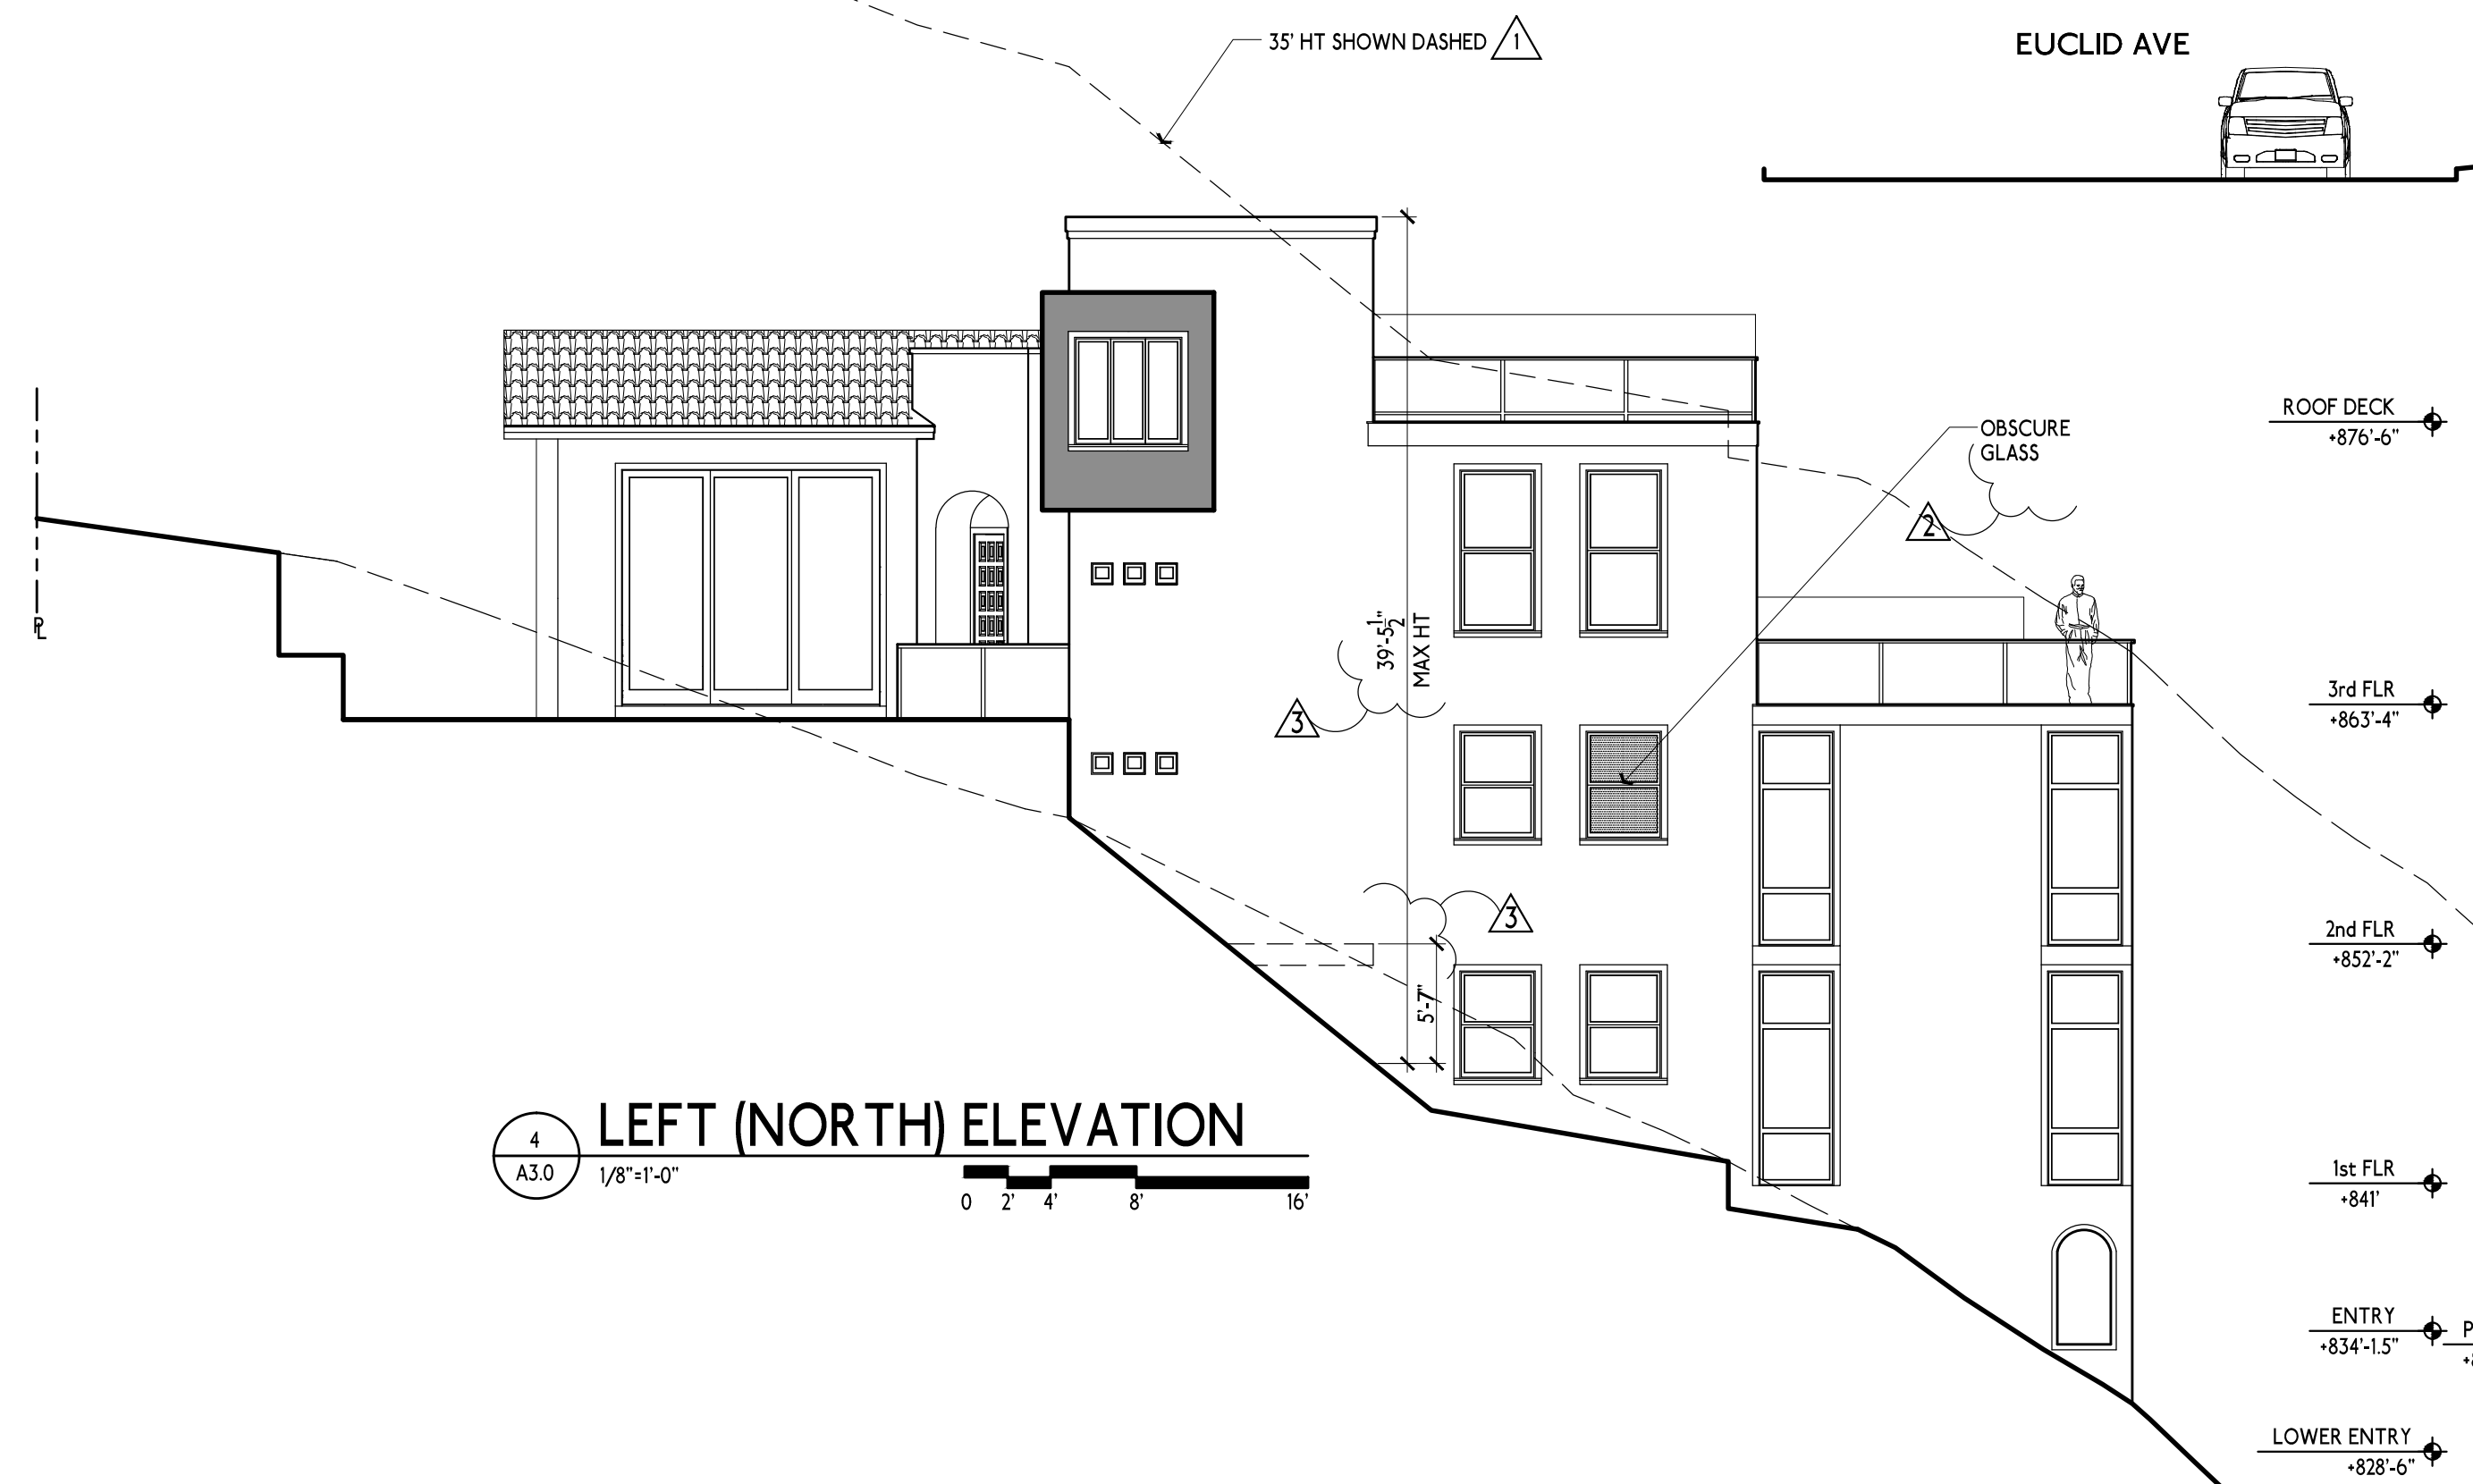 35' HT SHOWN DASHED 1
EUCLID AVE
ROOF DECK
+876'-6"
OBSCURE
GLASS
2
PL
39'-5 1/2"
MAX HT
3
3rd FLR
+863'-4"
3
2nd FLR
+852'-2"
5'-7"
4
A3.0
LEFT (NORTH) ELEVATION
1/8"=1'-0"
0 2' 4' 8' 16'
1st FLR
+841'
ENTRY
+834'-1.5"
P
LOWER ENTRY
+828'-6"